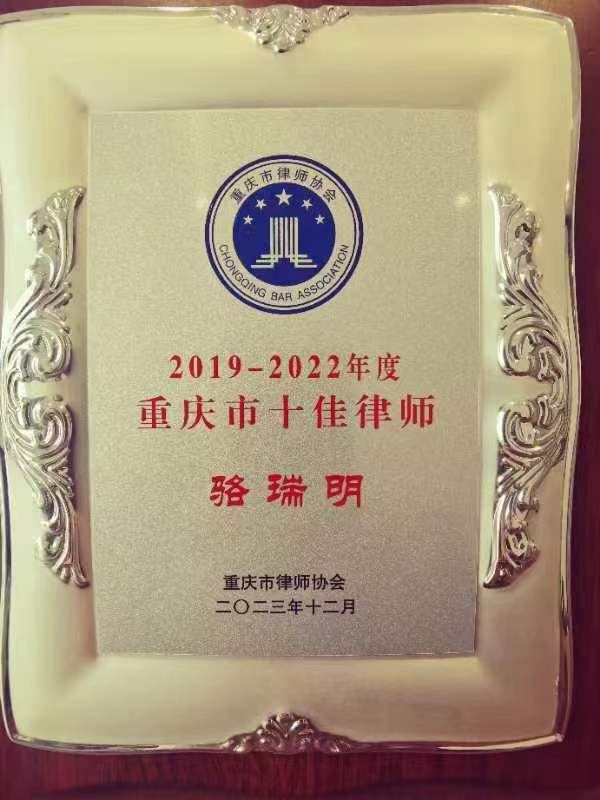 重庆市律师协会
CHONGQING BAR ASSOCIATION
2019-2022年度
重庆市十佳律师
骆瑞明
重庆市律师协会
二〇二三年十二月